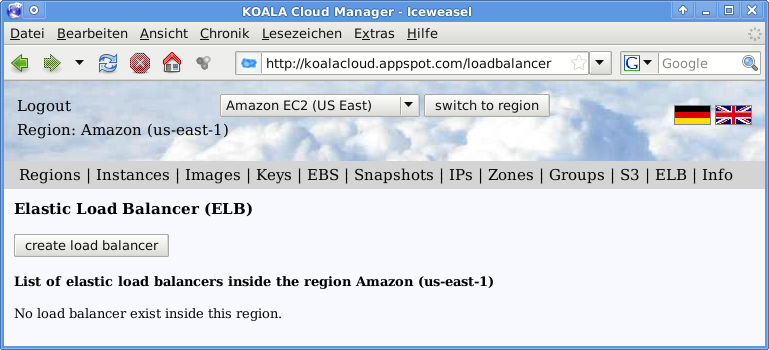 KOALA Cloud Manager - Iceweasel
Datei Bearbeiten Ansicht Chronik Lesezeichen Extras Hilfe
http://koalacloud.appspot.com/loadbalancer G Google
Logout Amazon EC2 (US East) switch to region
Region: Amazon (us-east-1)
Regions | Instances | Images | Keys | EBS | Snapshots | IPs | Zones | Groups | S3 | ELB | Info
Elastic Load Balancer (ELB)
create load balancer
List of elastic load balancers inside the region Amazon (us-east-1)
No load balancer exist inside this region.